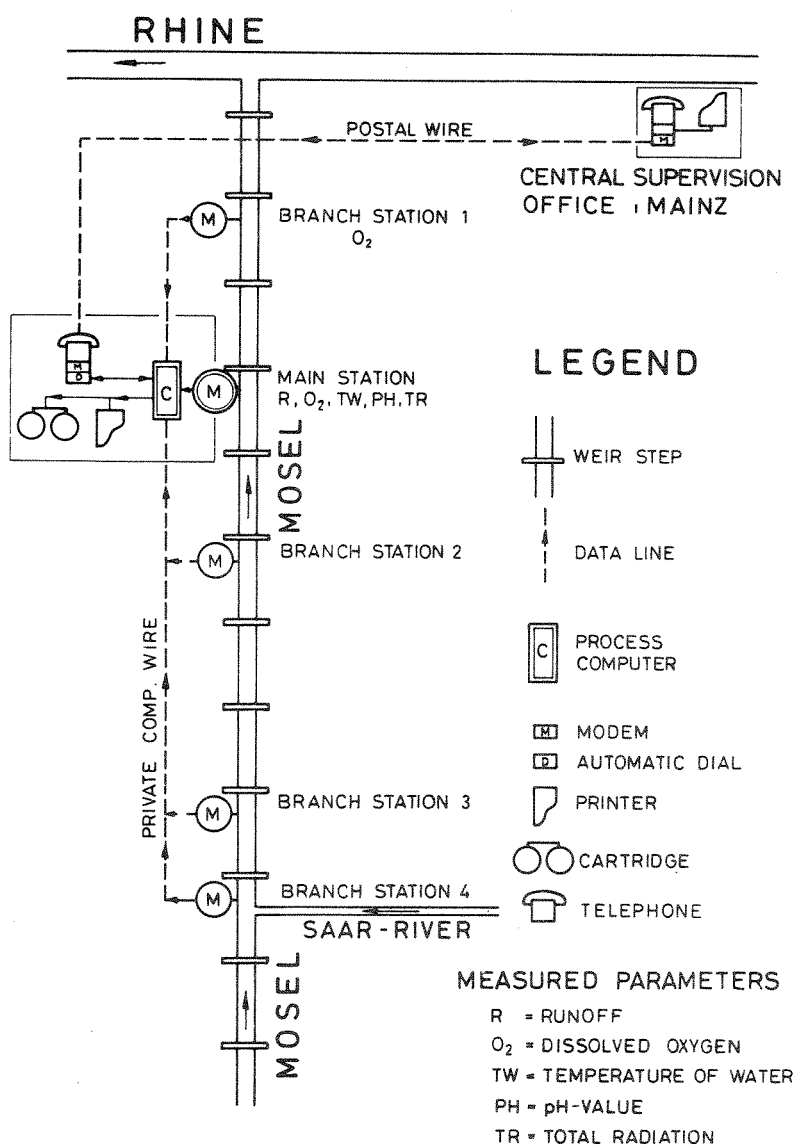 RHINE
POSTAL WIRE
M
CENTRAL SUPERVISION
OFFICE , MAINZ
M
BRANCH STATION 1
O₂
M
D
C
M
MAIN STATION
R, O₂, TW, PH, TR
MOSEL
M
BRANCH STATION 2
PRIVATE COMP. WIRE
M
BRANCH STATION 3
M
BRANCH STATION 4
SAAR-RIVER
MOSEL
LEGEND
WEIR STEP
DATA LINE
C
PROCESS
COMPUTER
M
MODEM
D
AUTOMATIC DIAL
PRINTER
CARTRIDGE
TELEPHONE
MEASURED PARAMETERS
R = RUNOFF
O₂ = DISSOLVED OXYGEN
TW = TEMPERATURE OF WATER
PH = pH-VALUE
TR = TOTAL RADIATION